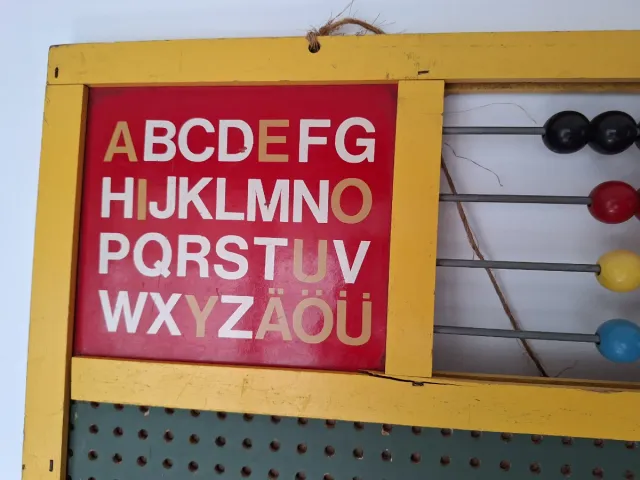 ABCDEFG
HIJKLMNO
PQRSTUV
WXYZÄÖÜ